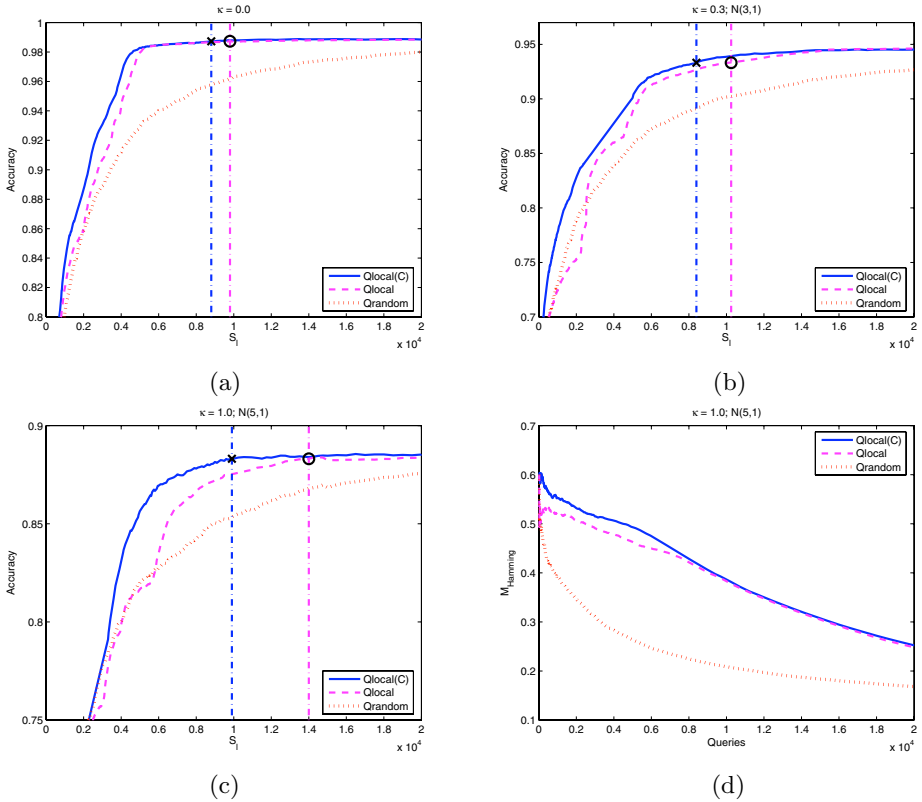 κ = 0.0
1
0.98
0.96
0.94
0.92
0.9
0.88
0.86
0.84
0.82
0.8
Accuracy
Qlocal(C)
Qlocal
Qrandom
0 0.2 0.4 0.6 0.8 1 1.2 1.4 1.6 1.8 2
S_l
x 10^4
(a)
κ = 0.3; N(3,1)
0.95
0.9
0.85
0.8
0.75
0.7
Accuracy
Qlocal(C)
Qlocal
Qrandom
0 0.2 0.4 0.6 0.8 1 1.2 1.4 1.6 1.8 2
S_l
x 10^4
(b)
κ = 1.0; N(5,1)
0.9
0.85
0.8
0.75
Accuracy
Qlocal(C)
Qlocal
Qrandom
0 0.2 0.4 0.6 0.8 1 1.2 1.4 1.6 1.8 2
S_l
x 10^4
(c)
κ = 1.0; N(5,1)
0.7
0.6
0.5
0.4
0.3
0.2
0.1
M_Hamming
Qlocal(C)
Qlocal
Qrandom
0 0.2 0.4 0.6 0.8 1 1.2 1.4 1.6 1.8 2
Queries
x 10^4
(d)